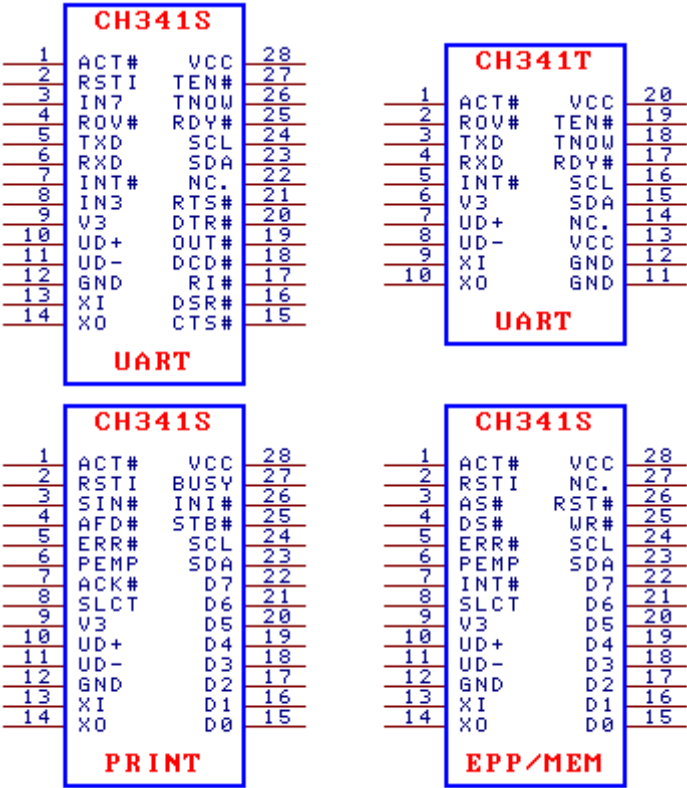 CH341S
1 ACT# VCC 28
2 RSTI TEN# 27
3 IN7 TNOW 26
4 ROV# RDY# 25
5 TXD SCL 24
6 RXD SDA 23
7 INT# NC. 22
8 IN3 RTS# 21
9 V3 DTR# 20
10 UD+ OUT# 19
11 UD- DCD# 18
12 GND RI# 17
13 XI DSR# 16
14 XO CTS# 15
UART
CH341T
1 ACT# VCC 20
2 ROV# TEN# 19
3 TXD TNOW 18
4 RXD RDY# 17
5 INT# SCL 16
6 V3 SDA 15
7 UD+ NC. 14
8 UD- VCC 13
9 XI GND 12
10 XO GND 11
UART
CH341S
1 ACT# VCC 28
2 RSTI BUSY 27
3 SIN# INI# 26
4 AFD# STB# 25
5 ERR# SCL 24
6 PEMP SDA 23
7 ACK# D7 22
8 SLCT D6 21
9 V3 D5 20
10 UD+ D4 19
11 UD- D3 18
12 GND D2 17
13 XI D1 16
14 XO D0 15
PRINT
CH341S
1 ACT# VCC 28
2 RSTI NC. 27
3 AS# RST# 26
4 DS# WR# 25
5 ERR# SCL 24
6 PEMP SDA 23
7 INT# D7 22
8 SLCT D6 21
9 V3 D5 20
10 UD+ D4 19
11 UD- D3 18
12 GND D2 17
13 XI D1 16
14 XO D0 15
EPP/MEM